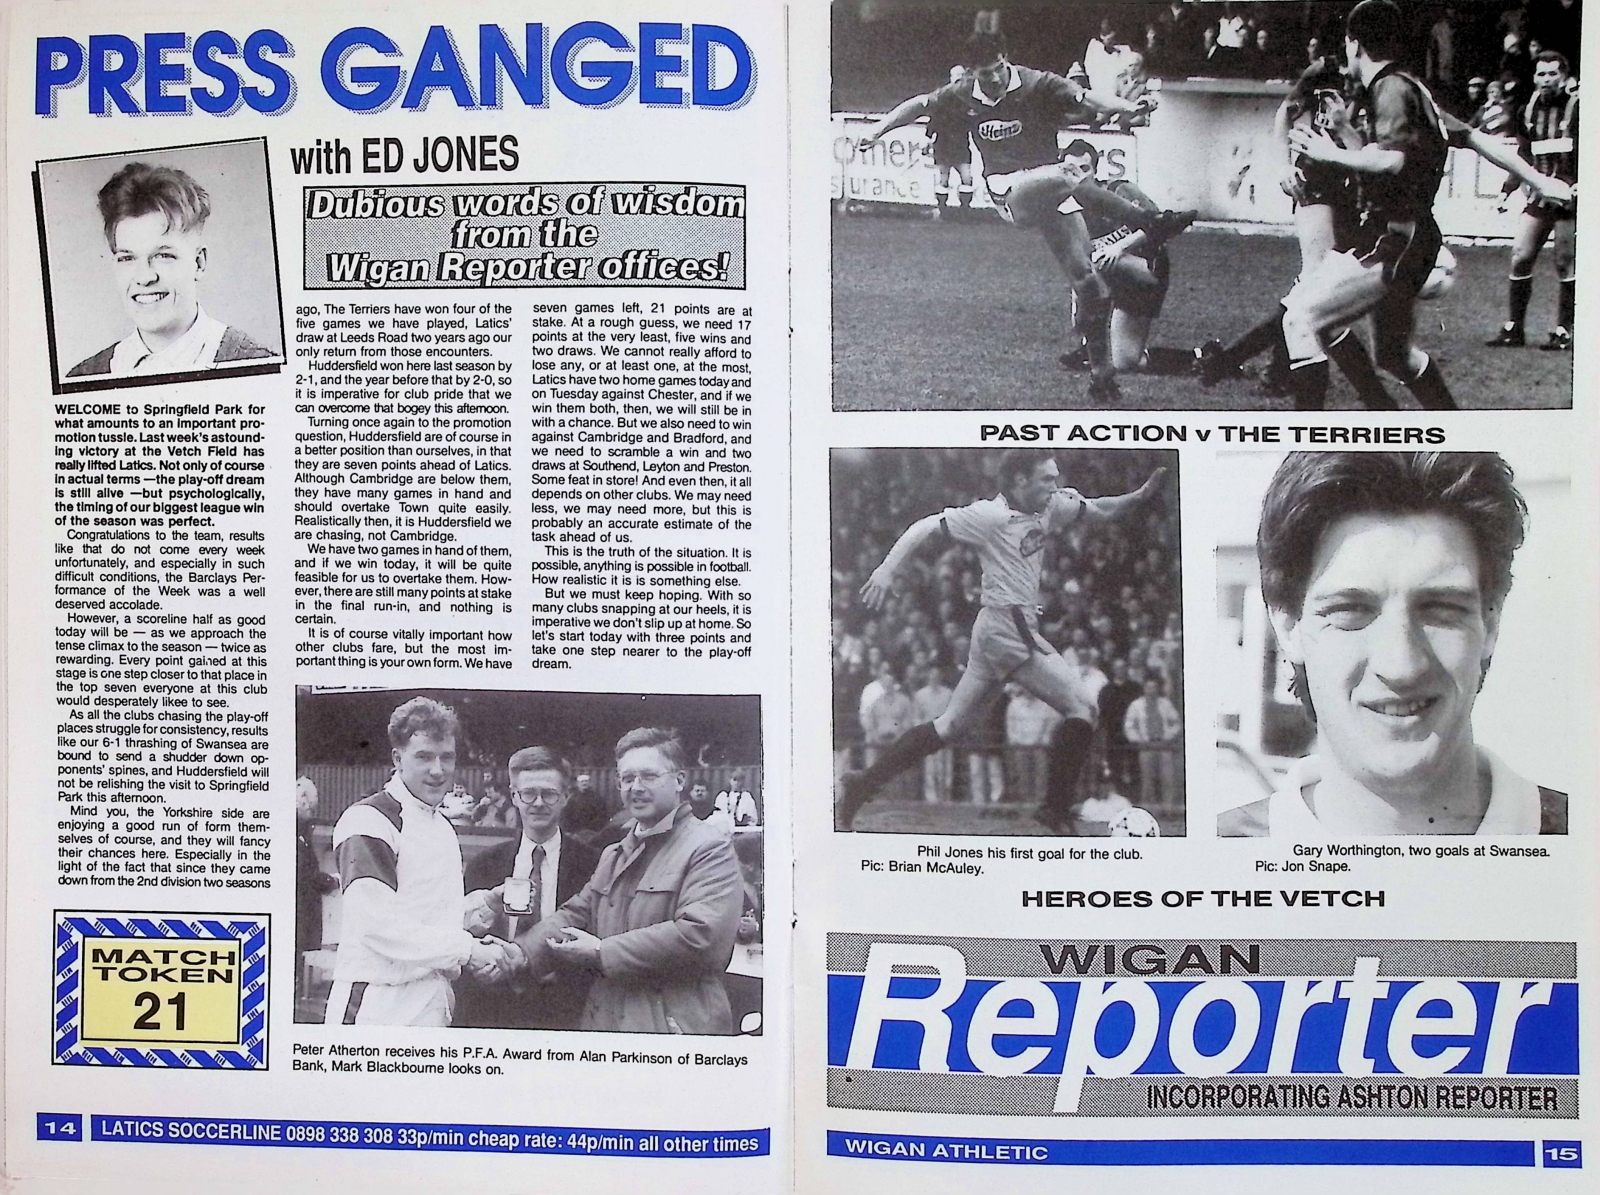 PRESS GANGED
with ED JONES
Dubious words of wisdom
from the
Wigan Reporter offices!
WELCOME to Springfield Park for
what amounts to an important pro-
motion tussle. Last week's astound-
ing victory at the Vetch Field has
really lifted Latics. Not only of course
in actual terms —the play-off dream
is still alive —but psychologically,
the timing of our biggest league win
of the season was perfect.
Congratulations to the team, results
like that do not come every week
unfortunately, and especially in such
difficult conditions, the Barclays Per-
formance of the Week was a well
deserved accolade.
However, a scoreline half as good
today will be — as we approach the
tense climax to the season — twice as
rewarding. Every point gained at this
stage is one step closer to that place in
the top seven everyone at this club
would desperately likee to see.
As all the clubs chasing the play-off
places struggle for consistency, results
like our 6-1 thrashing of Swansea are
bound to send a shudder down op-
ponents' spines, and Huddersfield will
not be relishing the visit to Springfield
Park this afternoon.
Mind you, the Yorkshire side are
enjoying a good run of form them-
selves of course, and they will fancy
their chances here. Especially in the
light of the fact that since they came
down from the 2nd division two seasons
ago, The Terriers have won four of the
five games we have played, Latics'
draw at Leeds Road two years ago our
only return from those encounters.
Huddersfield won here last season by
2-1, and the year before that by 2-0, so
it is imperative for club pride that we
can overcome that bogey this afternoon.
Turning once again to the promotion
question, Huddersfield are of course in
a better position than ourselves, in that
they are seven points ahead of Latics.
Although Cambridge are below them,
they have many games in hand and
should overtake Town quite easily.
Realistically then, it is Huddersfield we
are chasing, not Cambridge.
We have two games in hand of them,
and if we win today, it will be quite
feasible for us to overtake them. How-
ever, there are still many points at stake
in the final run-in, and nothing is
certain.
It is of course vitally important how
other clubs fare, but the most im-
portant thing is your own form. We have
seven games left, 21 points are at
stake. At a rough guess, we need 17
points at the very least, five wins and
two draws. We cannot really afford to
lose any, or at least one, at the most,
Latics have two home games today and
on Tuesday against Chester, and if we
win them both, then, we will still be in
with a chance. But we also need to win
against Cambridge and Bradford, and
we need to scramble a win and two
draws at Southend, Leyton and Preston.
Some feat in store! And even then, it all
depends on other clubs. We may need
less, we may need more, but this is
probably an accurate estimate of the
task ahead of us.
This is the truth of the situation. It is
possible, anything is possible in football.
How realistic it is is something else.
But we must keep hoping. With so
many clubs snapping at our heels, it is
imperative we don't slip up at home. So
let's start today with three points and
take one step nearer to the play-off
dream.
MATCH
TOKEN
21
Peter Atherton receives his P.F.A. Award from Alan Parkinson of Barclays
Bank, Mark Blackbourne looks on.
14
LATICS SOCCERLINE 0898 338 308 33p/min cheap rate: 44p/min all other times
Heinz
PAST ACTION v THE TERRIERS
Phil Jones his first goal for the club.
Pic: Brian McAuley.
Gary Worthington, two goals at Swansea.
Pic: Jon Snape.
HEROES OF THE VETCH
WIGAN
Reporter
INCORPORATING ASHTON REPORTER
WIGAN ATHLETIC
15